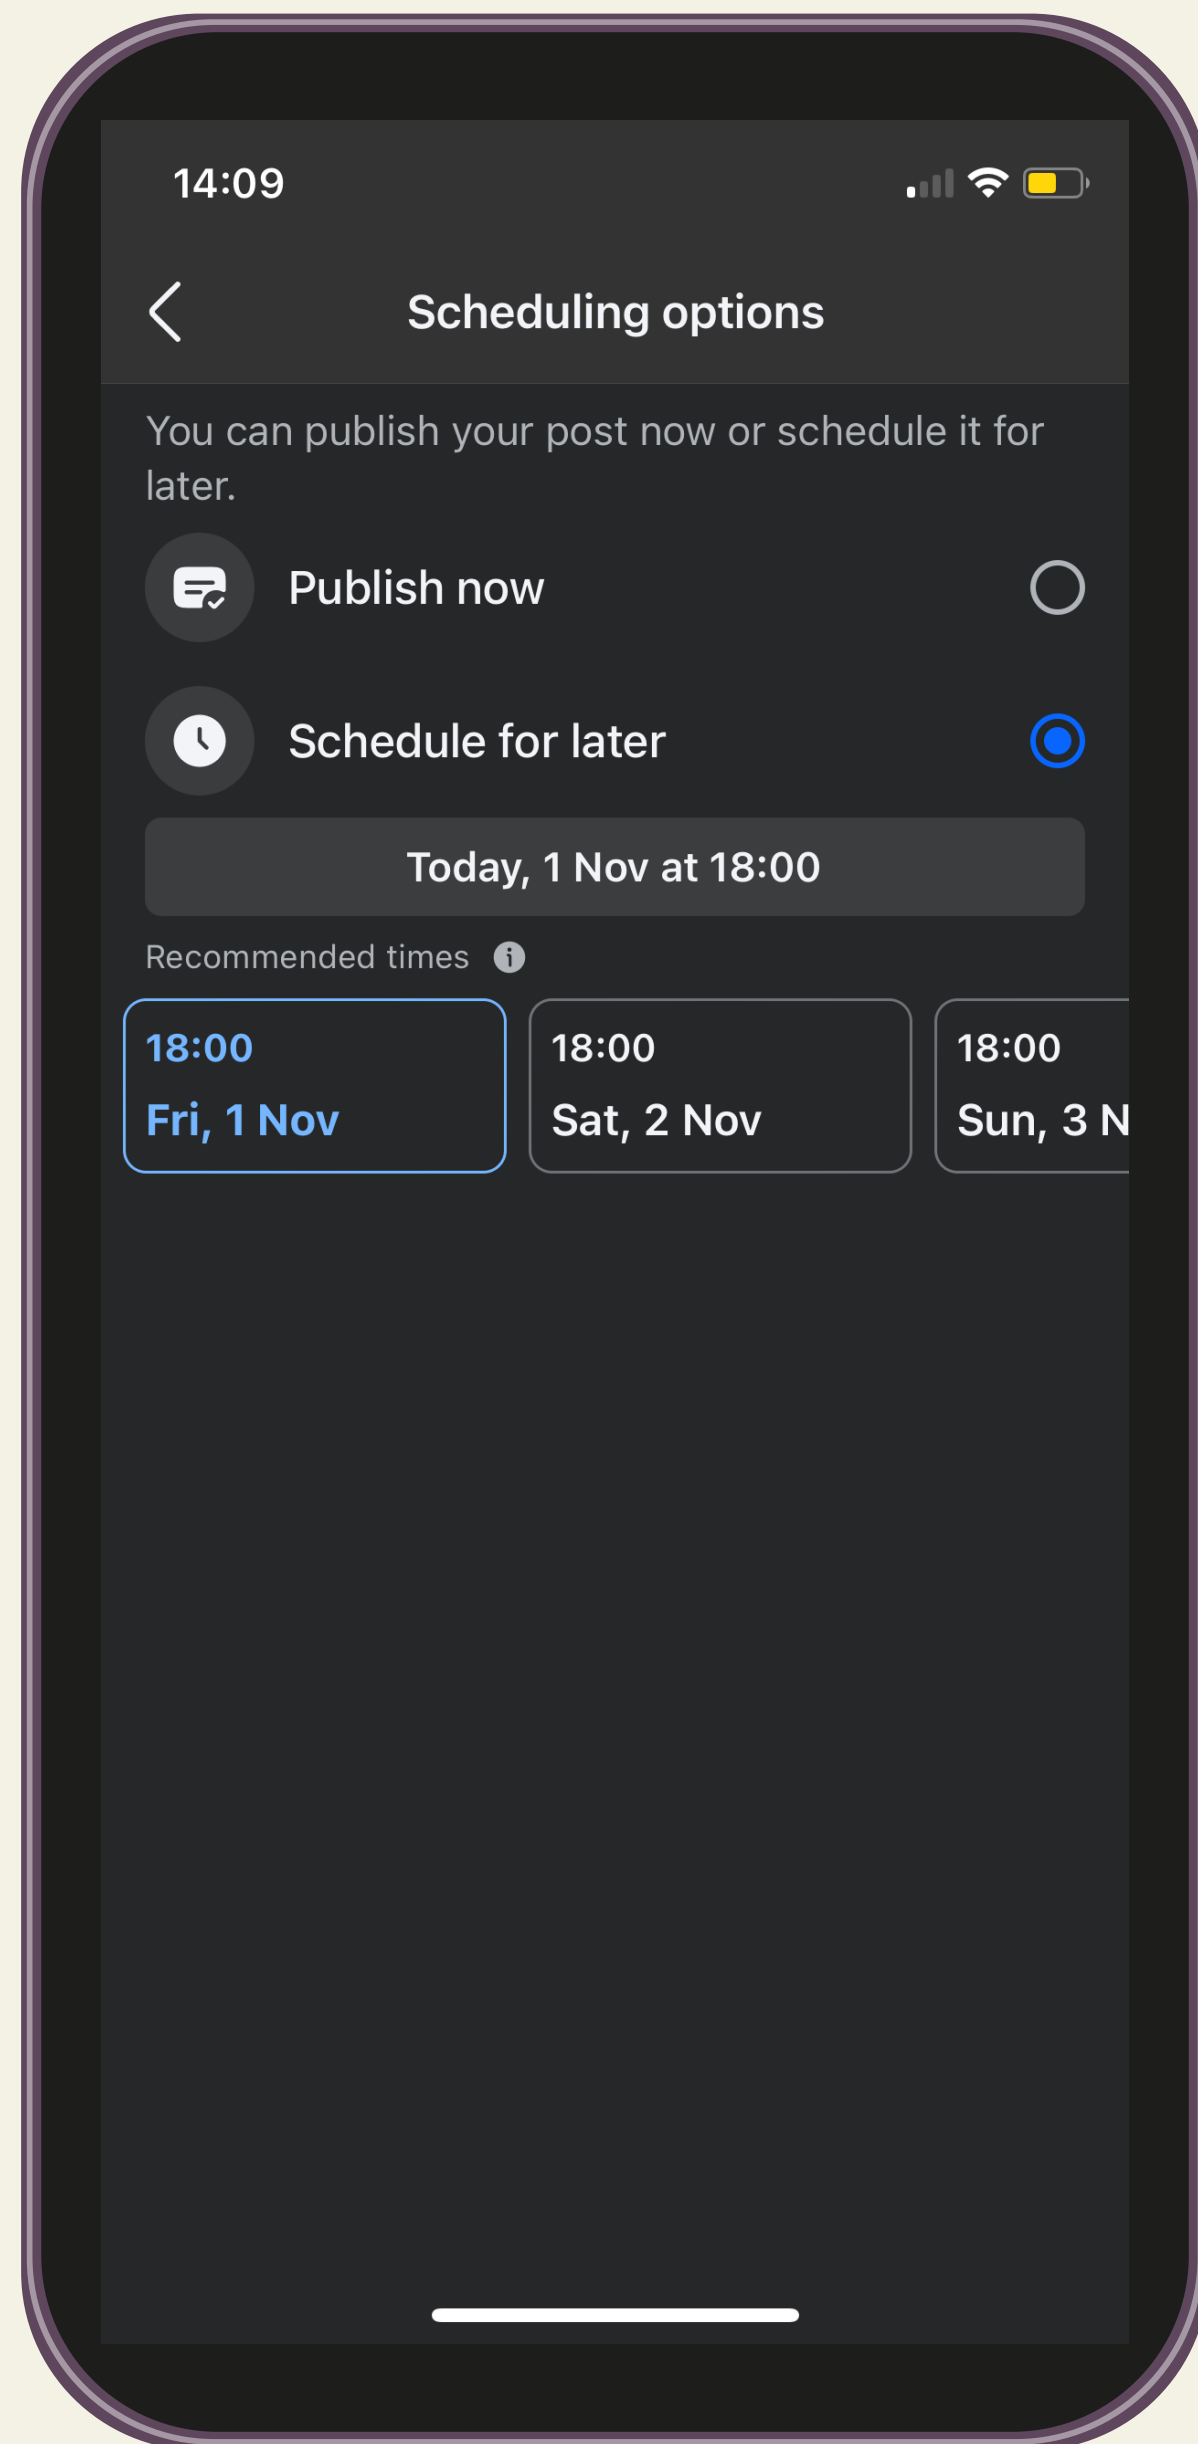 14:09
Scheduling options
You can publish your post now or schedule it for
later.
Publish now
Schedule for later
Today, 1 Nov at 18:00
Recommended times
18:00
Fri, 1 Nov
18:00
Sat, 2 Nov
18:00
Sun, 3 N